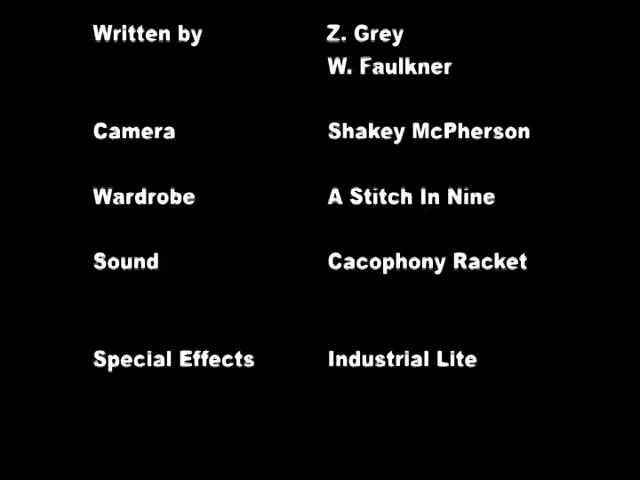 Written by Z. Grey
W. Faulkner
Camera Shakey McPherson
Wardrobe A Stitch In Nine
Sound Cacophony Racket
Special Effects Industrial Lite